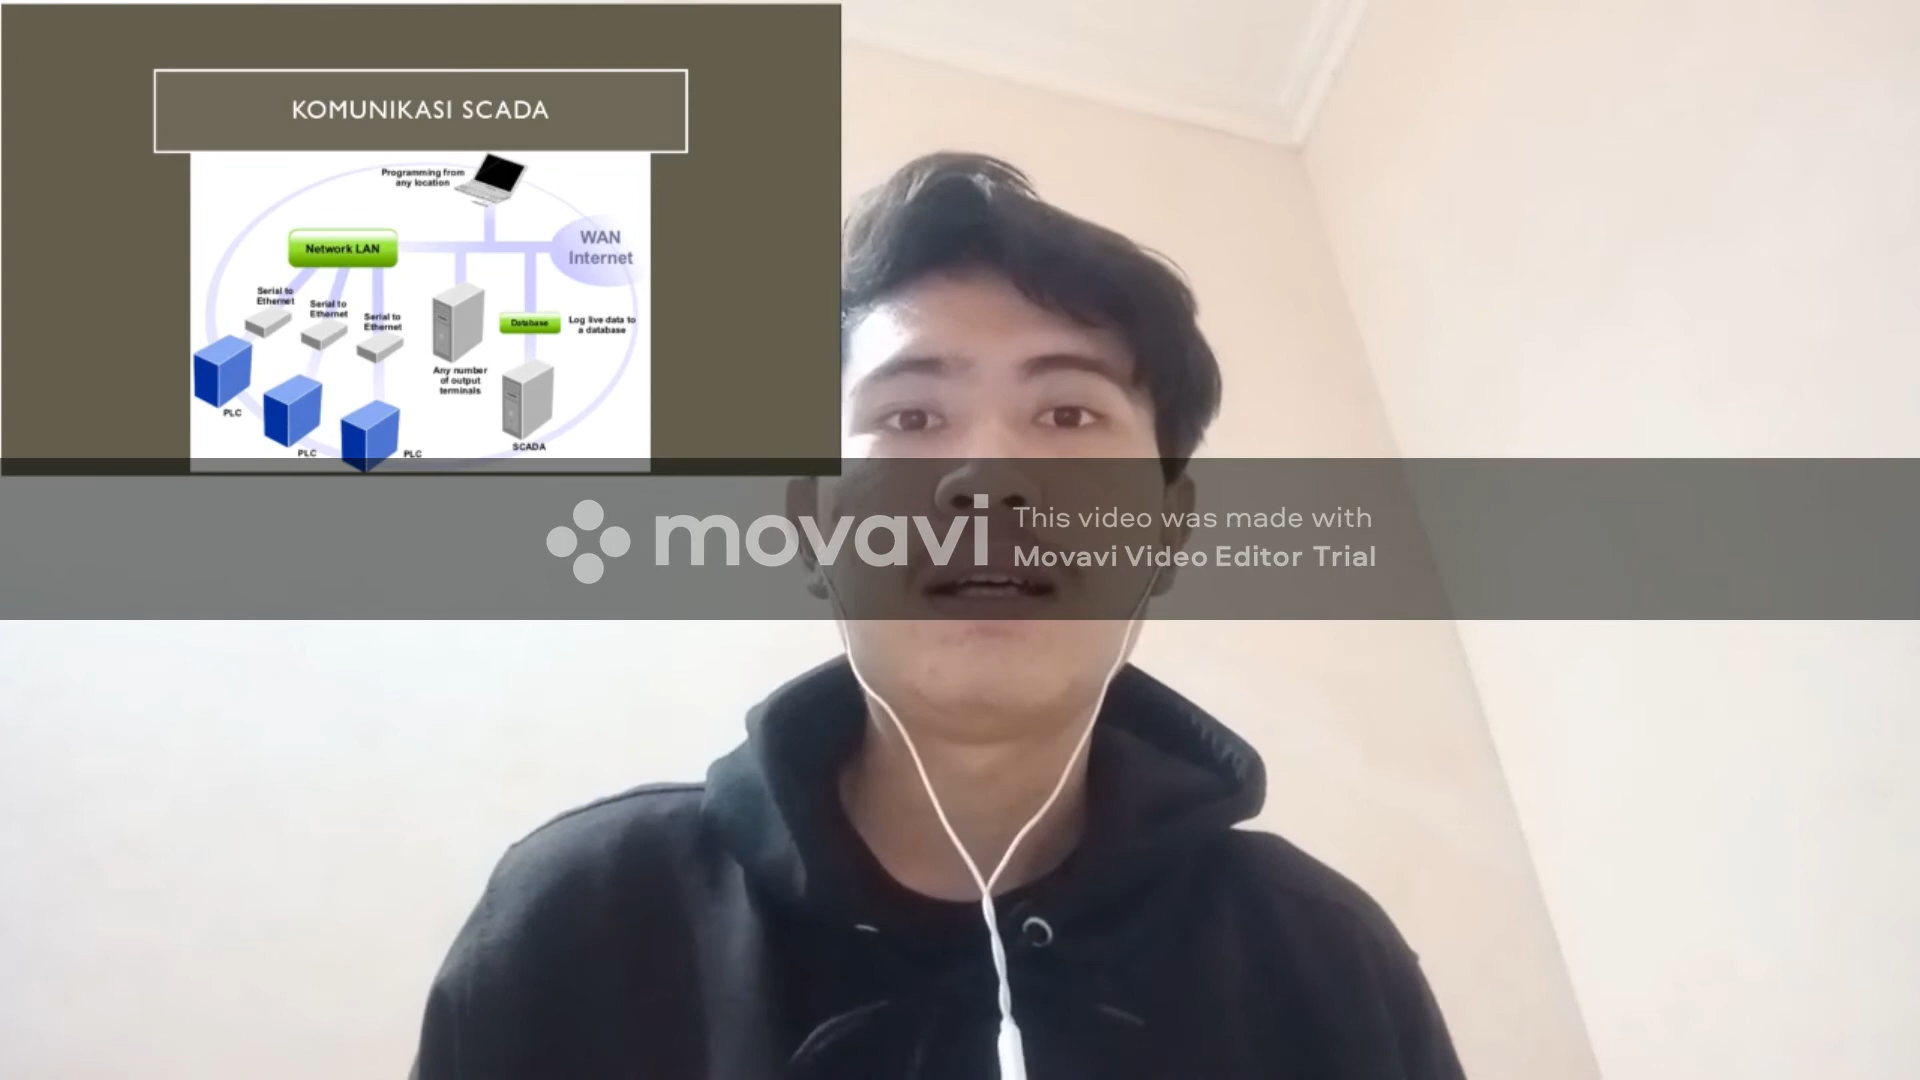 KOMUNIKASI SCADA
Programming from
any location
Network LAN
WAN
Internet
Serial to
Ethernet
Serial to
Ethernet
Serial to
Ethernet
Database
Log live data to
a database
Any number
of output
terminals
PLC
PLC
PLC
SCADA
movavi
This video was made with
Movavi Video Editor Trial